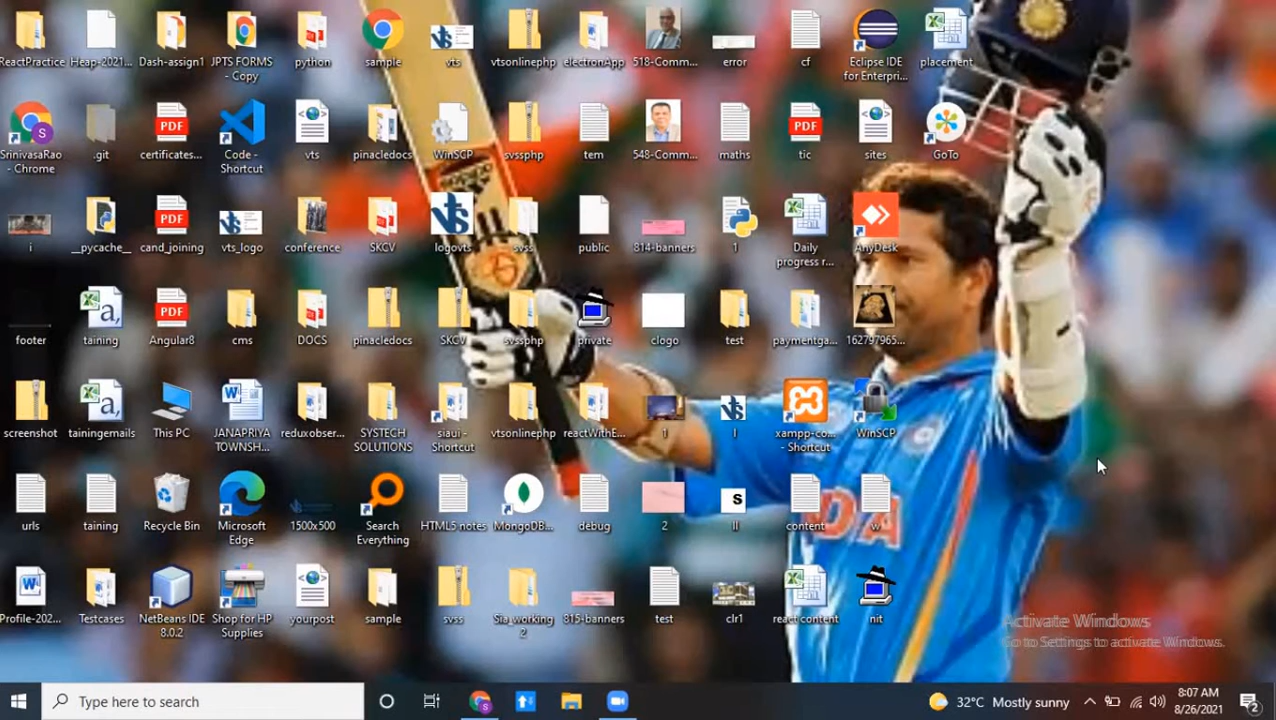 ReactPractice
Heap-2021...
Dash-assign1
JPTS FORMS
- Copy
python
sample
vts
vtsonlinephp
electronApp
518-Comm...
error
cf
Eclipse IDE
for Enterpri...
placement
SrinivasaRao
- Chrome
.git
certificates...
Code -
Shortcut
vts
pinacledocs
WinSCP
svssphp
tem
548-Comm...
maths
tic
sites
GoTo
i
__pycache__
cand_joining
vts_logo
conference
SKCV
logovts
svss
public
814-banners
1
Daily
progress r...
AnyDesk
footer
taining
Angular8
cms
DOCS
pinacledocs
SKCV
svssphp
private
clogo
test
paymentga...
162797965...
screenshot
tainingemails
This PC
JANAPRIYA
TOWNSH...
reduxobser...
SYSTECH
SOLUTIONS
siaui -
Shortcut
vtsonlinephp
reactWithE...
1
l
xampp-co...
- Shortcut
WinSCP
urls
taining
Recycle Bin
Microsoft
Edge
1500x500
Search
Everything
HTML5 notes
MongoDB...
debug
2
ll
content
w
Profile-202...
Testcases
NetBeans IDE
8.0.2
Shop for HP
Supplies
yourpost
sample
svss
Sia_working
2
815-banners
test
clr1
react content
nit
Activate Windows
Go to Settings to activate Windows.
Type here to search
32°C Mostly sunny
8:07 AM
8/26/2021
2